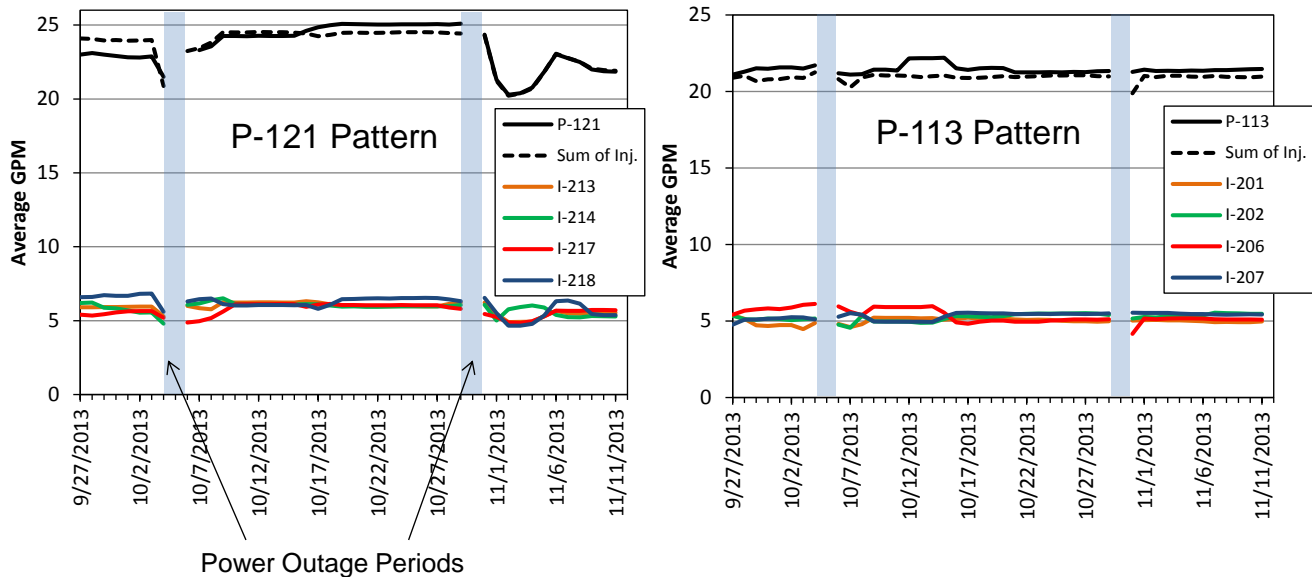 25
20
15
10
5
0
Average GPM
P-121 Pattern
P-121
Sum of Inj.
I-213
I-214
I-217
I-218
9/27/2013
10/2/2013
10/7/2013
10/12/2013
10/17/2013
10/22/2013
10/27/2013
11/1/2013
11/6/2013
11/11/2013
Power Outage Periods
25
20
15
10
5
0
Average GPM
P-113 Pattern
P-113
Sum of Inj.
I-201
I-202
I-206
I-207
9/27/2013
10/2/2013
10/7/2013
10/12/2013
10/17/2013
10/22/2013
10/27/2013
11/1/2013
11/6/2013
11/11/2013